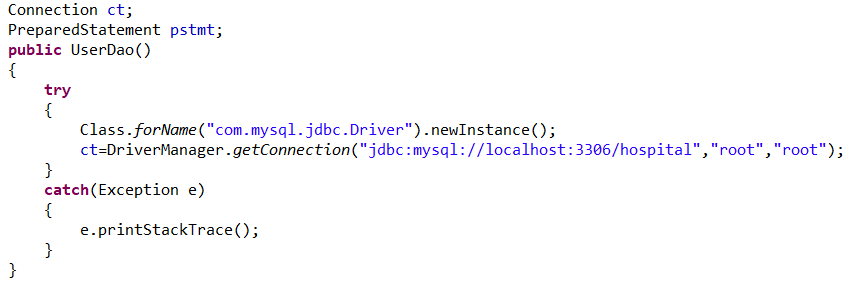 Connection ct;
PreparedStatement pstmt;
public UserDao()
{
    try
    {
        Class.forName("com.mysql.jdbc.Driver").newInstance();
        ct=DriverManager.getConnection("jdbc:mysql://localhost:3306/hospital","root","root");
    }
    catch(Exception e)
    {
        e.printStackTrace();
    }
}